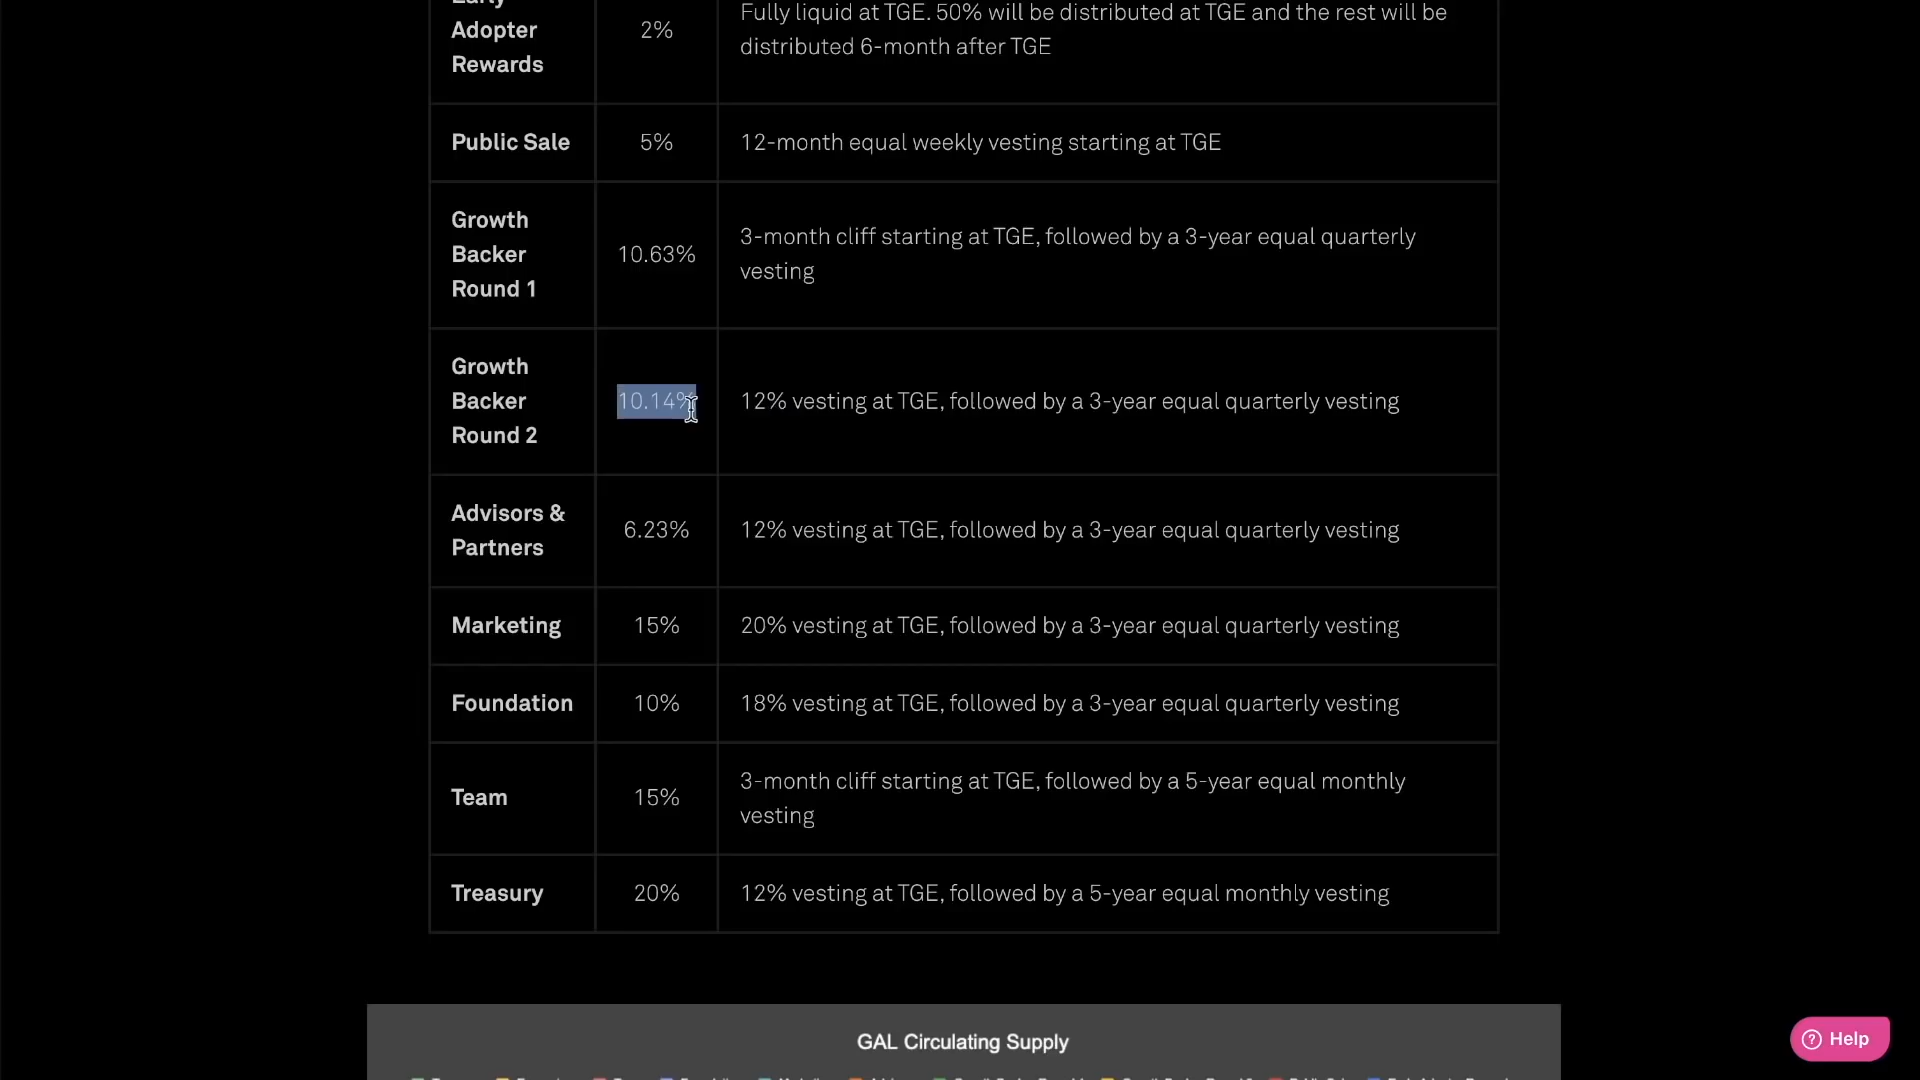 Early
Adopter
Rewards
2%
Fully liquid at TGE. 50% will be distributed at TGE and the rest will be
distributed 6-month after TGE
Public Sale
5%
12-month equal weekly vesting starting at TGE
Growth
Backer
Round 1
10.63%
3-month cliff starting at TGE, followed by a 3-year equal quarterly
vesting
Growth
Backer
Round 2
10.14%
12% vesting at TGE, followed by a 3-year equal quarterly vesting
Advisors &
Partners
6.23%
12% vesting at TGE, followed by a 3-year equal quarterly vesting
Marketing
15%
20% vesting at TGE, followed by a 3-year equal quarterly vesting
Foundation
10%
18% vesting at TGE, followed by a 3-year equal quarterly vesting
Team
15%
3-month cliff starting at TGE, followed by a 5-year equal monthly
vesting
Treasury
20%
12% vesting at TGE, followed by a 5-year equal monthly vesting
GAL Circulating Supply
Help